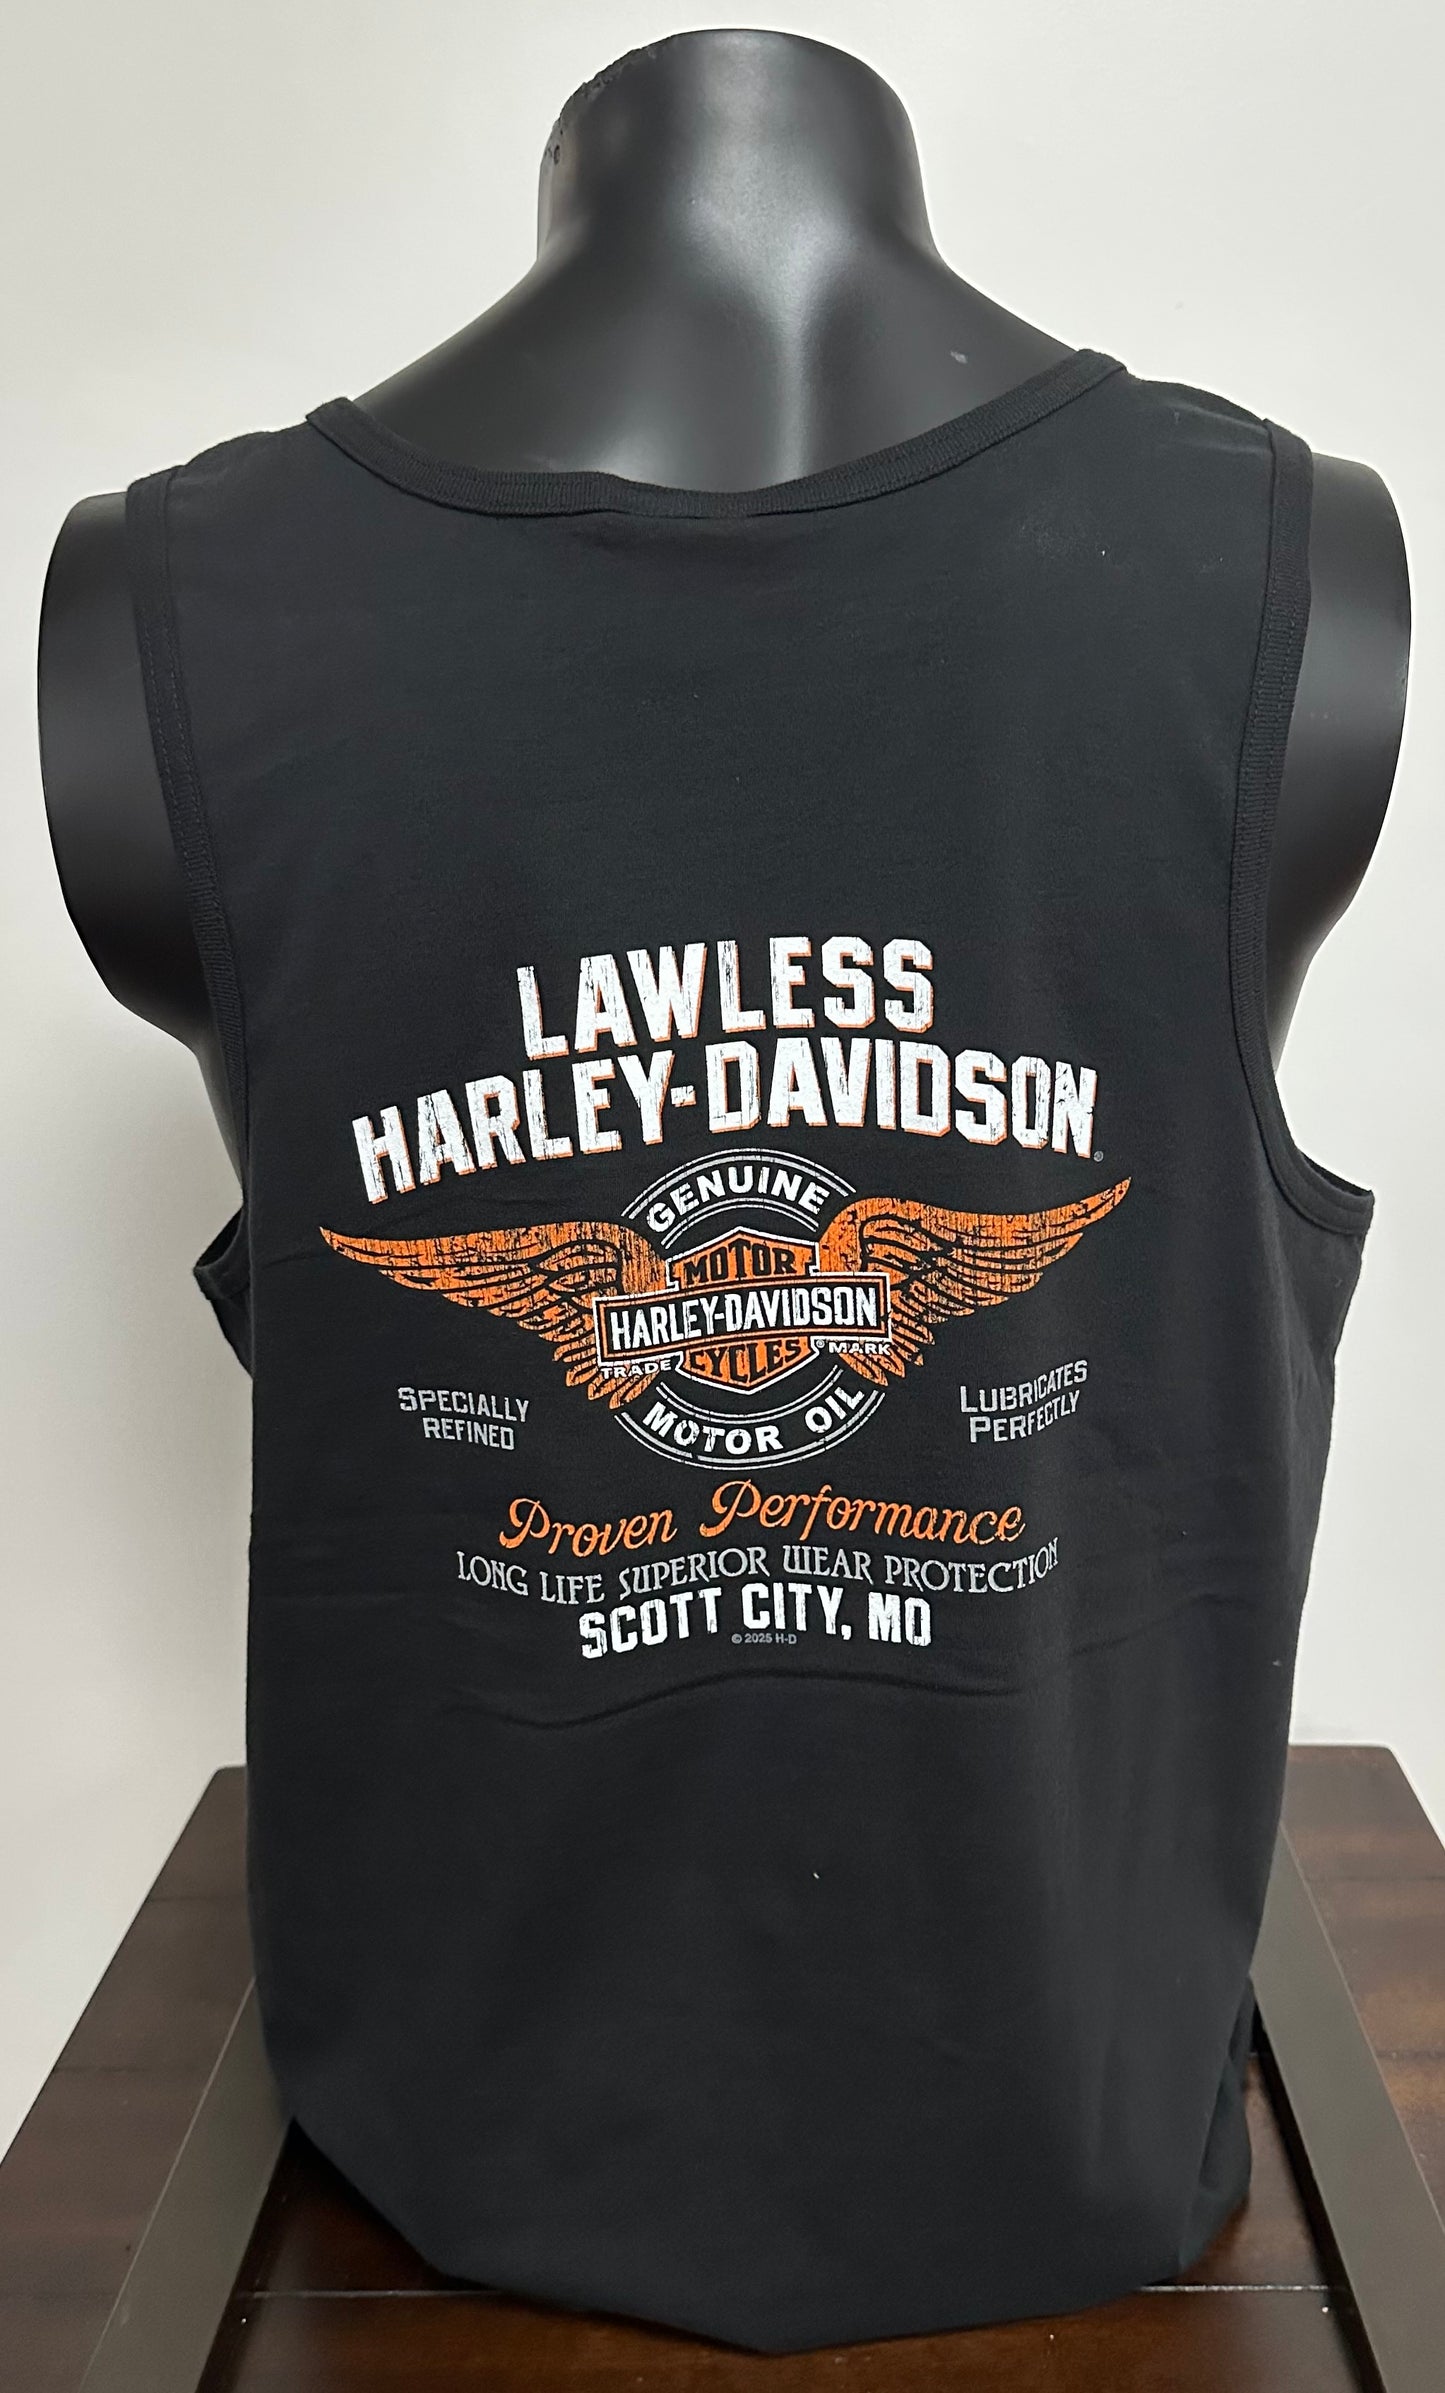 LAWLESS
HARLEY-DAVIDSON®
GENUINE
MOTOR
HARLEY-DAVIDSON
TRADE CYCLES ® MARK
MOTOR OIL
SPECIALLY
REFINED
LUBRICATES
PERFECTLY
Proven Performance
LONG LIFE SUPERIOR WEAR PROTECTION
SCOTT CITY, MO
© 2025 H-D